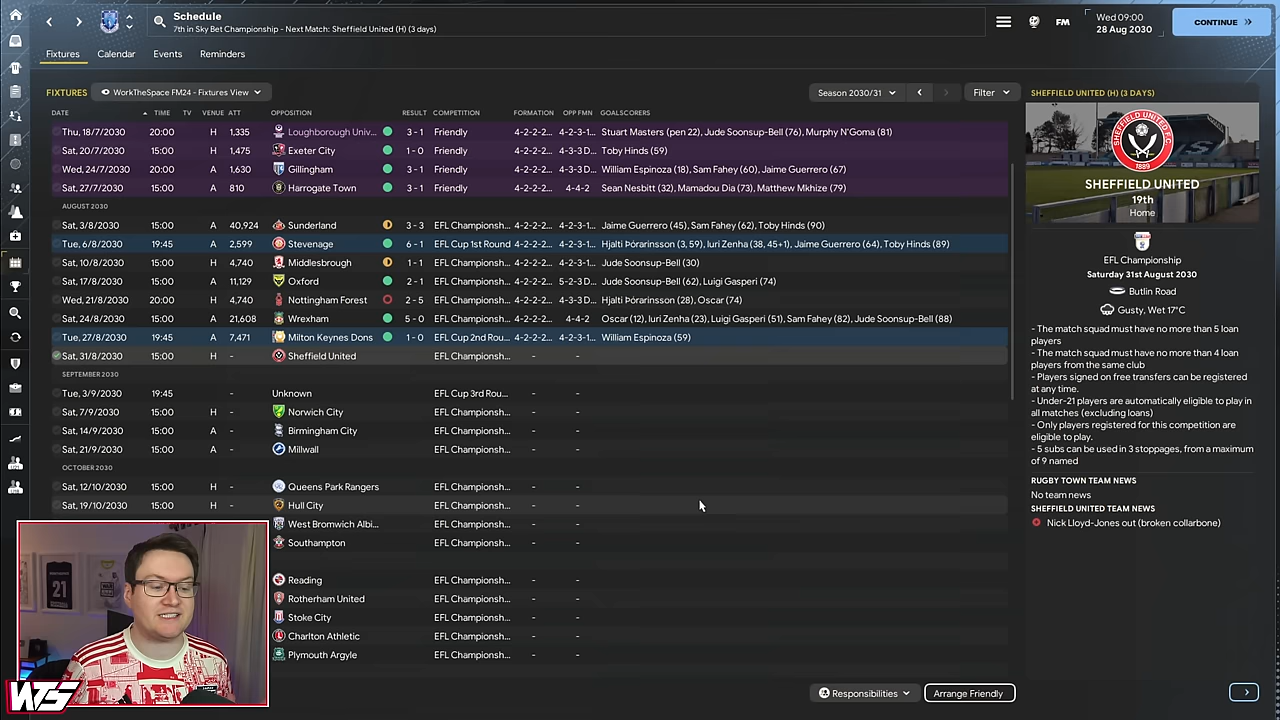 Schedule
7th in Sky Bet Championship - Next Match: Sheffield United (H) (3 days)
FM
Wed 09:00
28 Aug 2030
CONTINUE
Fixtures Calendar Events Reminders
FIXTURES WorkTheSpace FM24 - Fixtures View Season 2030/31 Filter
DATE TIME TV VENUE ATT OPPOSITION RESULT COMPETITION FORMATION OPP FMN GOALSCORERS
Thu, 18/7/2030 20:00 H 1,335 Loughborough Univ... 3 - 1 Friendly 4-2-2-2... 4-2-3-1... Stuart Masters (pen 22), Jude Soonsup-Bell (76), Murphy N'Goma (81)
Sat, 20/7/2030 15:00 H 1,475 Exeter City 1 - 0 Friendly 4-2-2-2... 4-3-3 D... Toby Hinds (59)
Wed, 24/7/2030 20:00 A 1,630 Gillingham 3 - 1 Friendly 4-2-2-2... 4-3-3 D... William Espinoza (18), Sam Fahey (60), Jaime Guerrero (67)
Sat, 27/7/2030 15:00 A 810 Harrogate Town 3 - 1 Friendly 4-2-2-2... 4-4-2 Sean Nesbitt (32), Mamadou Dia (73), Matthew Mkhize (79)
AUGUST 2030
Sat, 3/8/2030 15:00 A 40,924 Sunderland 3 - 3 EFL Championsh... 4-2-2-2... 4-2-3-1... Jaime Guerrero (45), Sam Fahey (62), Toby Hinds (90)
Tue, 6/8/2030 19:45 A 2,599 Stevenage 6 - 1 EFL Cup 1st Round 4-2-2-2... 4-2-3-1... Hjalti Þórarinsson (3, 59), Iuri Zenha (38, 45+1), Jaime Guerrero (64), Toby Hinds (89)
Sat, 10/8/2030 15:00 H 4,740 Middlesbrough 1 - 1 EFL Championsh... 4-2-2-2... 4-2-3-1... Jude Soonsup-Bell (30)
Sat, 17/8/2030 15:00 A 11,129 Oxford 2 - 1 EFL Championsh... 4-2-2-2... 5-2-3 D... Jude Soonsup-Bell (62), Luigi Gasperi (74)
Wed, 21/8/2030 20:00 H 4,740 Nottingham Forest 2 - 5 EFL Championsh... 4-2-2-2... 4-3-3 D... Hjalti Þórarinsson (28), Oscar (74)
Sat, 24/8/2030 15:00 A 21,608 Wrexham 5 - 0 EFL Championsh... 4-2-2-2... 4-4-2 Oscar (12), Iuri Zenha (23), Luigi Gasperi (51), Sam Fahey (82), Jude Soonsup-Bell (88)
Tue, 27/8/2030 19:45 A 7,471 Milton Keynes Dons 1 - 0 EFL Cup 2nd Rou... 4-2-2-2... 4-2-3-1... William Espinoza (59)
Sat, 31/8/2030 15:00 H - Sheffield United EFL Championsh... - -
SEPTEMBER 2030
Tue, 3/9/2030 19:45 - Unknown EFL Cup 3rd Rou... - -
Sat, 7/9/2030 15:00 H - Norwich City EFL Championsh... - -
Sat, 14/9/2030 15:00 A - Birmingham City EFL Championsh... - -
Sat, 21/9/2030 15:00 A - Millwall EFL Championsh... - -
OCTOBER 2030
Sat, 12/10/2030 15:00 H - Queens Park Rangers EFL Championsh... - -
Sat, 19/10/2030 15:00 H - Hull City EFL Championsh... - -
West Bromwich Albi... EFL Championsh... - -
Southampton EFL Championsh... - -
Reading EFL Championsh... - -
Rotherham United EFL Championsh... - -
Stoke City EFL Championsh... - -
Charlton Athletic EFL Championsh... - -
Plymouth Argyle EFL Championsh... - -
Responsibilities Arrange Friendly
SHEFFIELD UNITED (H) (3 DAYS)
SHEFFIELD UNITED
19th
Home
EFL Championship
Saturday 31st August 2030
Butlin Road
Gusty, Wet 17°C
- The match squad must have no more than 5 loan
players
- The match squad must have no more than 4 loan
players from the same club
- Players signed on free transfers can be registered
at any time.
- Under-21 players are automatically eligible to play in
all matches (excluding loans)
- Only players registered for this competition are
eligible to play.
- 5 subs can be used in 3 stoppages, from a maximum
of 9 named
RUGBY TOWN TEAM NEWS
No team news
SHEFFIELD UNITED TEAM NEWS
Nick Lloyd-Jones out (broken collarbone)
21
WTS